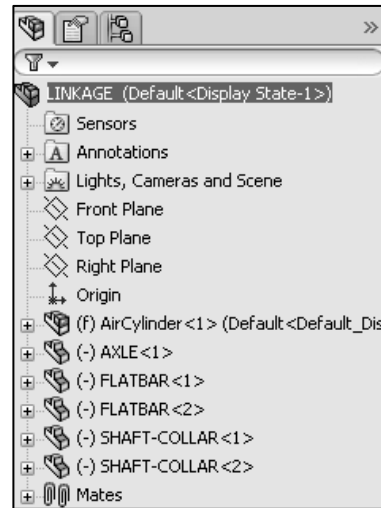 »
LINKAGE (Default<Display State-1>)
Sensors
A Annotations
Lights, Cameras and Scene
Front Plane
Top Plane
Right Plane
Origin
(f) AirCylinder<1> (Default<Default_Dis
(-) AXLE<1>
(-) FLATBAR<1>
(-) FLATBAR<2>
(-) SHAFT-COLLAR<1>
(-) SHAFT-COLLAR<2>
Mates